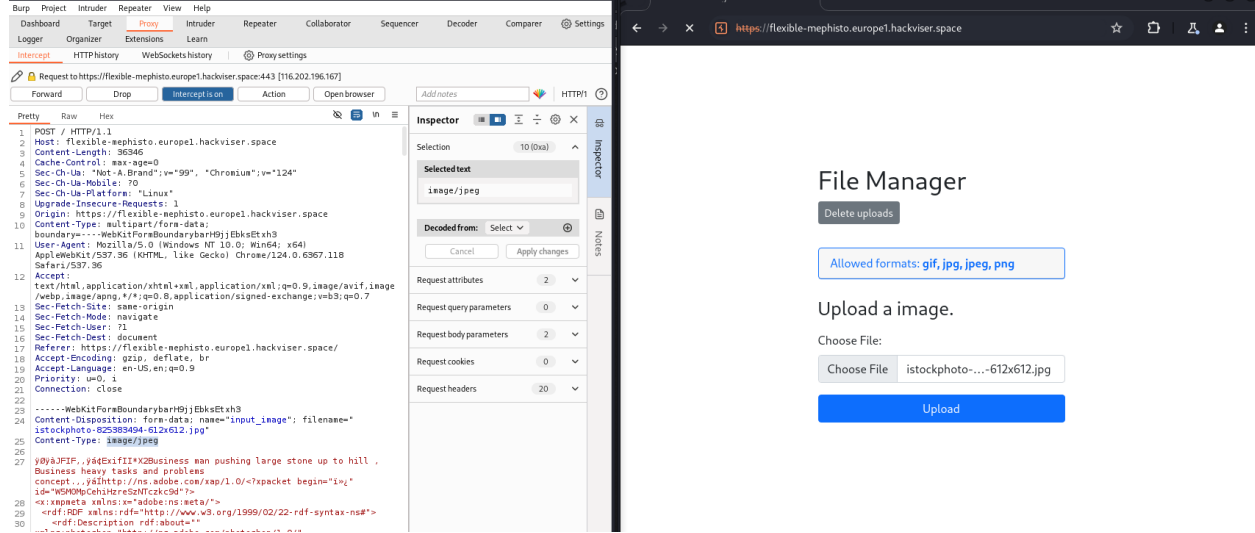 Burp Project Intruder Repeater View Help
Dashboard Target Proxy Intruder Repeater Collaborator Sequencer Decoder Comparer Settings
Logger Organizer Extensions Learn
Intercept HTTP history WebSockets history Proxy settings
Request to https://flexible-mephisto.europe1.hackviser.space:443 [116.202.196.167]
Forward Drop Intercept is on Action Open browser Add notes HTTP/1
Pretty Raw Hex \n
1 POST / HTTP/1.1
2 Host: flexible-mephisto.europe1.hackviser.space
3 Content-Length: 36346
4 Cache-Control: max-age=0
5 Sec-Ch-Ua: "Not-A.Brand";v="99", "Chromium";v="124"
6 Sec-Ch-Ua-Mobile: ?0
7 Sec-Ch-Ua-Platform: "Linux"
8 Upgrade-Insecure-Requests: 1
9 Origin: https://flexible-mephisto.europe1.hackviser.space
10 Content-Type: multipart/form-data;
boundary=----WebKitFormBoundarybarH9jjEbksEtxh3
11 User-Agent: Mozilla/5.0 (Windows NT 10.0; Win64; x64)
AppleWebKit/537.36 (KHTML, like Gecko) Chrome/124.0.6367.118
Safari/537.36
12 Accept:
text/html,application/xhtml+xml,application/xml;q=0.9,image/avif,image
/webp,image/apng,*/*;q=0.8,application/signed-exchange;v=b3;q=0.7
13 Sec-Fetch-Site: same-origin
14 Sec-Fetch-Mode: navigate
15 Sec-Fetch-User: ?1
16 Sec-Fetch-Dest: document
17 Referer: https://flexible-mephisto.europe1.hackviser.space/
18 Accept-Encoding: gzip, deflate, br
19 Accept-Language: en-US,en;q=0.9
20 Priority: u=0, i
21 Connection: close
22
23 ------WebKitFormBoundarybarH9jjEbksEtxh3
24 Content-Disposition: form-data; name="input_image"; filename="
istockphoto-825383494-612x612.jpg"
25 Content-Type: image/jpeg
26
27 ÿØÿàJFIF,,ÿá¢ExifII*X2Business man pushing large stone up to hill ,
Business heavy tasks and problems
concept.,,ÿáÏhttp://ns.adobe.com/xap/1.0/<?xpacket begin="ï»¿"
id="W5M0MpCehiHzreSzNTczkc9d"?>
28 <x:xmpmeta xmlns:x="adobe:ns:meta/">
29 <rdf:RDF xmlns:rdf="http://www.w3.org/1999/02/22-rdf-syntax-ns#">
30 <rdf:Description rdf:about=""
Inspector
Selection 10 (0xa)
Selected text
image/jpeg
Decoded from: Select
Cancel Apply changes
Request attributes 2
Request query parameters 0
Request body parameters 2
Request cookies 0
Request headers 20
Inspector
Notes
https://flexible-mephisto.europe1.hackviser.space
File Manager
Delete uploads
Allowed formats: gif, jpg, jpeg, png
Upload a image.
Choose File:
Choose File istockphoto-...-612x612.jpg
Upload